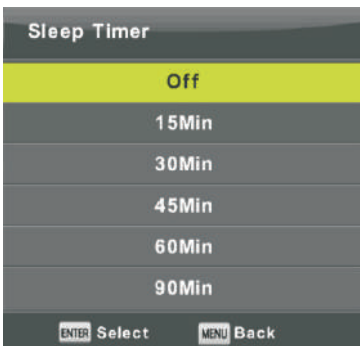 Sleep Timer
Off
15Min
30Min
45Min
60Min
90Min
ENTER Select MENU Back